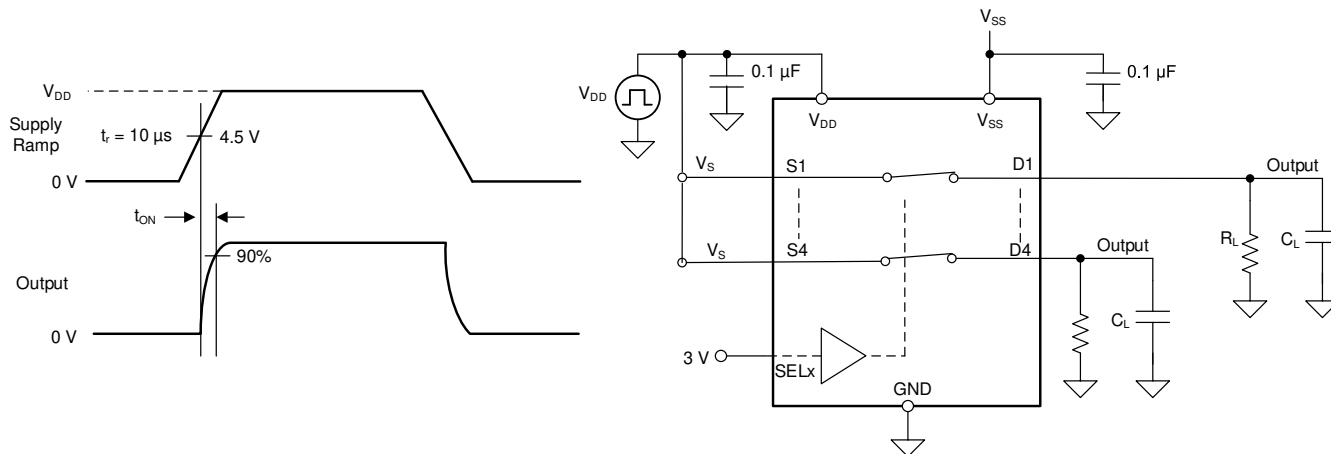 V_DD
Supply
Ramp
t_r = 10 µs
4.5 V
0 V
t_ON
90%
Output
0 V
V_SS
0.1 µF
0.1 µF
V_DD
V_DD
V_SS
V_S
S1
D1
Output
V_S
S4
D4
Output
R_L
C_L
C_L
3 V
SELx
GND